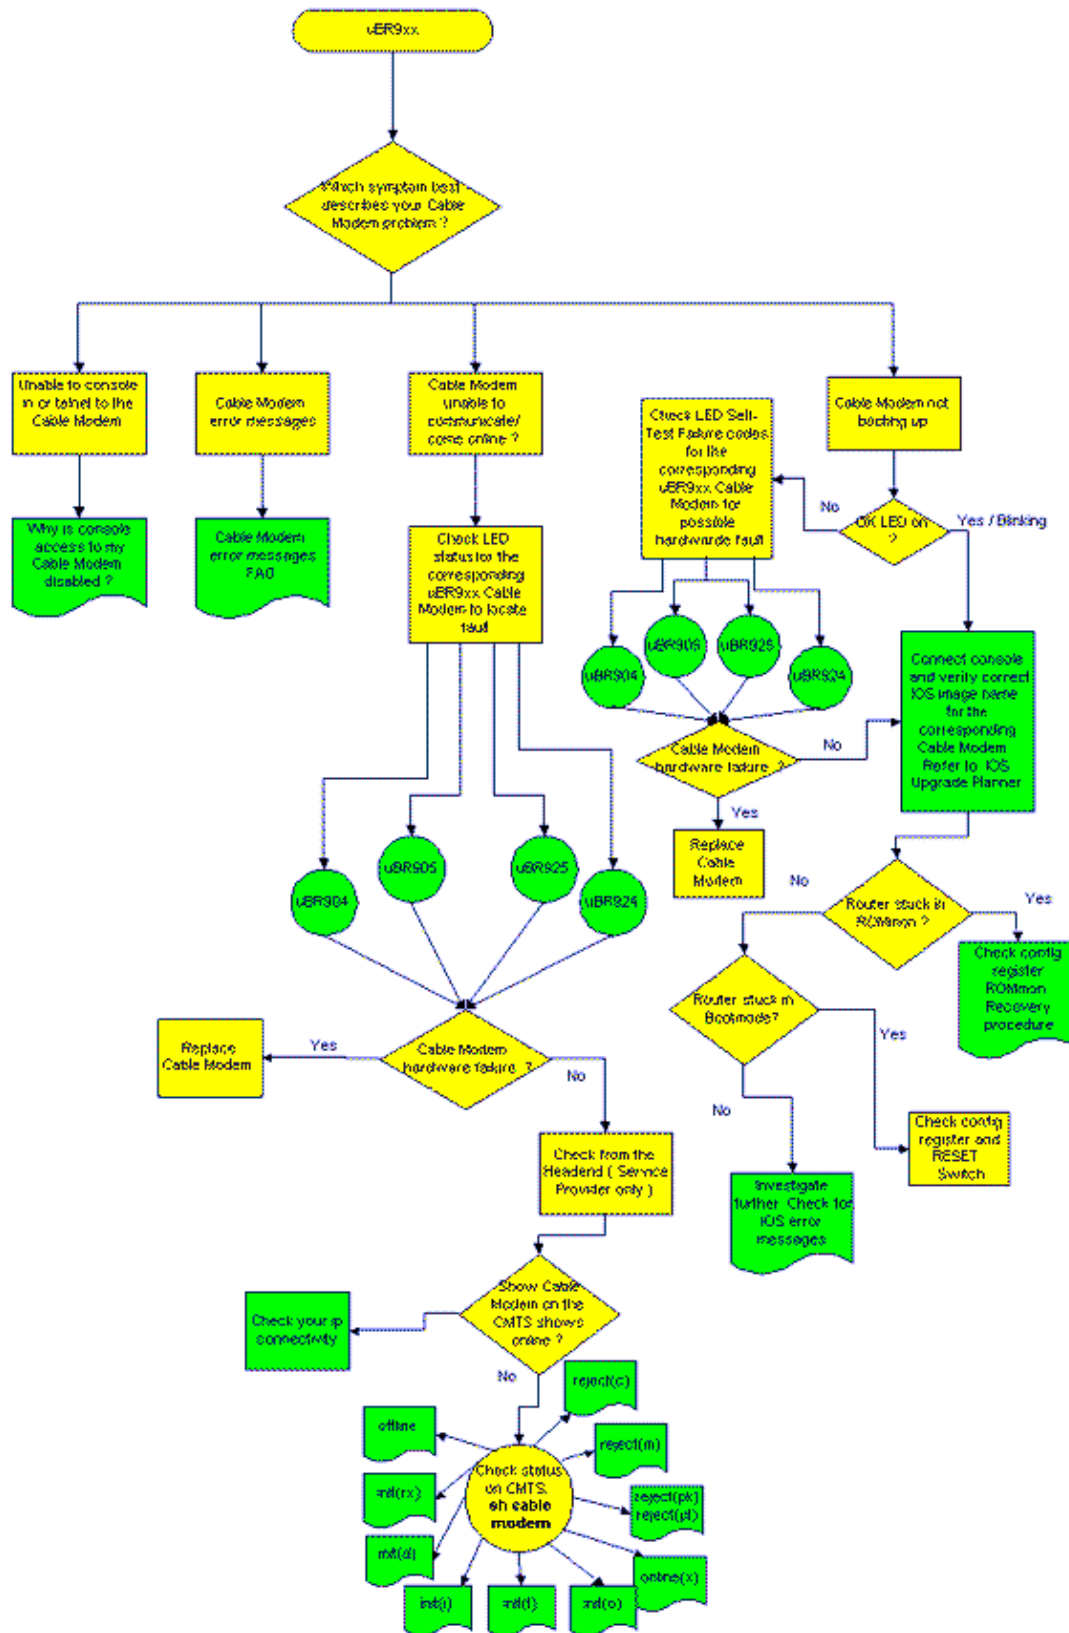 uBR9xx
Which symptom best
describes your Cable
Modem problem ?
Unable to console
in or telnet to the
Cable Modem
Cable Modem
error messages
Cable Modem
unable to
communicate/
come online ?
Check LED Self-
Test Failure codes
for the
corresponding
uBR9xx Cable
Modem for
possible
hardware fault
Cable Modem not
booting up
No
OK LED on
?
Yes / Blinking
Why is console
access to my
Cable Modem
disabled ?
Cable Modem
error messages
FAQ
Check LED
status for the
corresponding
uBR9xx Cable
Modem to locate
fault
uBR904
uBR905
uBR925
uBR924
Connect console
and verify correct
IOS image name
for the
corresponding
Cable Modem
Refer to IOS
Upgrade Planner
Cable Modem
hardware failure ?
No
Yes
Replace
Cable
Modem
uBR904
uBR905
uBR925
uBR924
No
Router stuck in
ROMmon ?
Yes
Check config
register
ROMmon
Recovery
procedure
Router stuck in
Bootmode?
Yes
No
Check config
register and
RESET
Switch
Investigate
further. Check for
IOS error
messages
Replace
Cable Modem
Yes
Cable Modem
hardware failure ?
No
Check from the
Headend ( Service
Provider only )
Show Cable
Modem on the
CMTS shows
online ?
Check your ip
connectivity
No
reject(c)
offline
reject(m)
init(rx)
Check status
on CMTS:
sh cable
modem
reject(pk)
init(d)
online(x)
init(i)
init(t)
init(o)